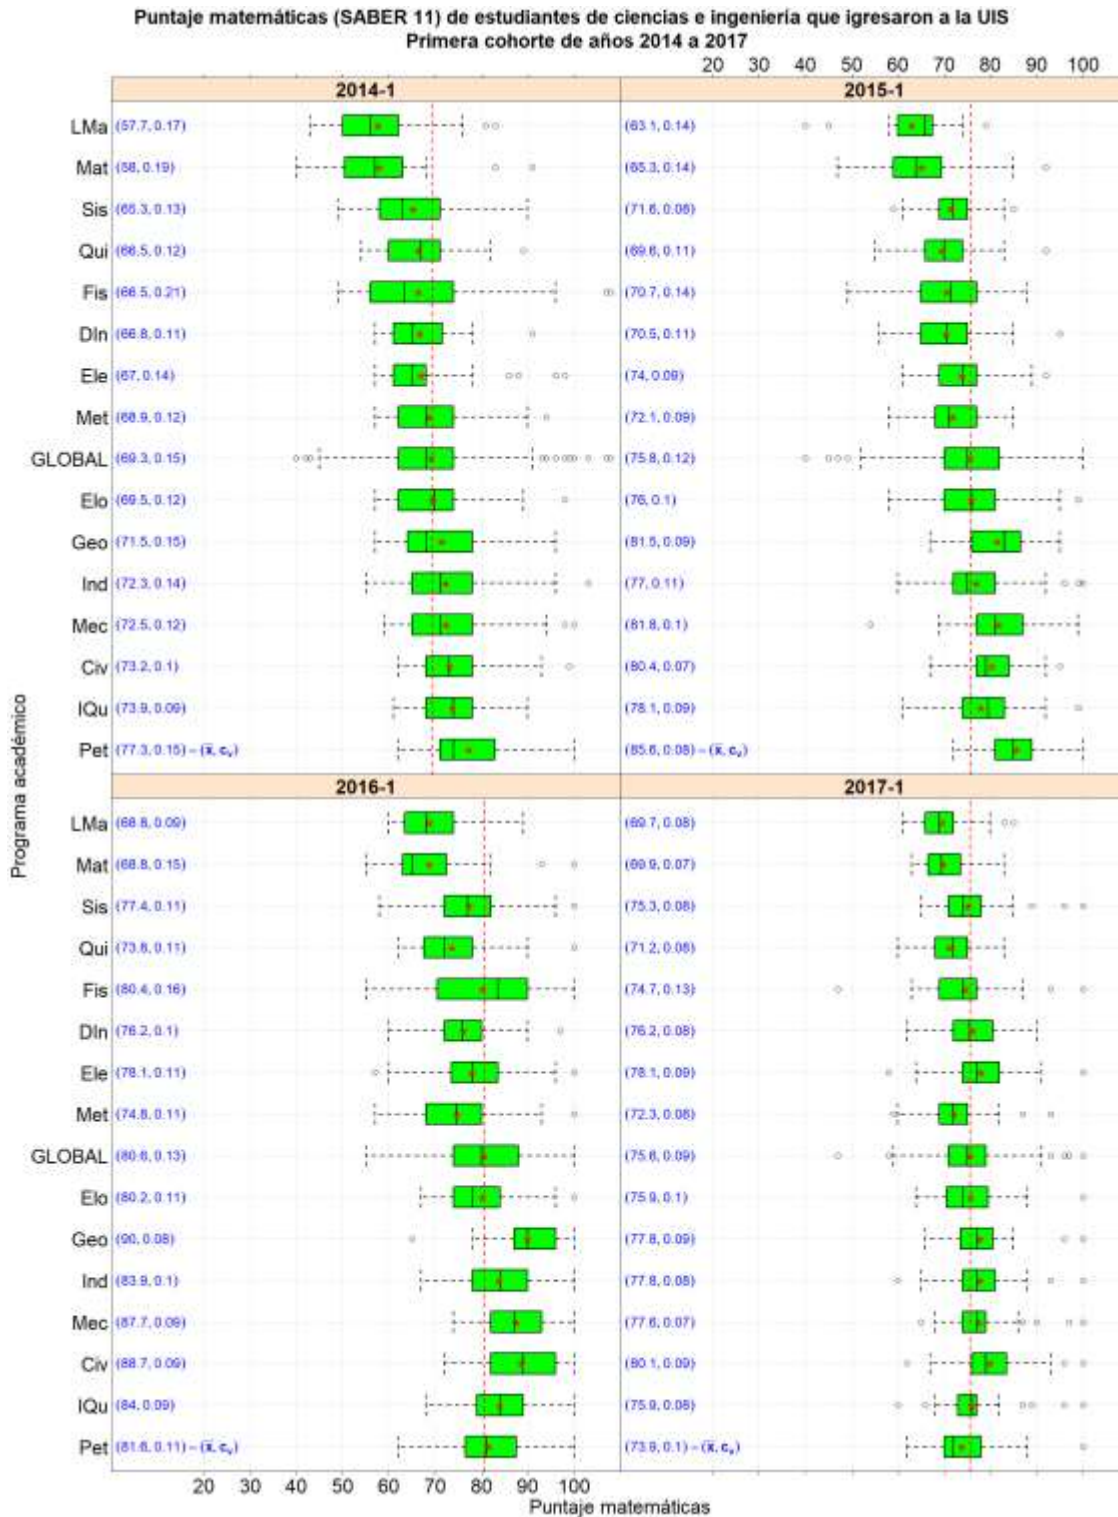 Puntaje matemáticas (SABER 11) de estudiantes de ciencias e ingeniería que igresaron a la UIS
Primera cohorte de años 2014 a 2017
20 30 40 50 60 70 80 90 100
2014-1 2015-1
LMa (57.7, 0.17) (63.1, 0.14)
Mat (58, 0.19) (65.3, 0.14)
Sis (65.3, 0.13) (71.6, 0.08)
Qui (66.5, 0.12) (69.6, 0.11)
Fis (66.5, 0.21) (70.7, 0.14)
DIn (66.8, 0.11) (70.5, 0.11)
Ele (67, 0.14) (74, 0.09)
Met (68.9, 0.12) (72.1, 0.09)
GLOBAL (69.3, 0.15) (75.8, 0.12)
Elo (69.5, 0.12) (76, 0.1)
Geo (71.5, 0.15) (81.5, 0.09)
Ind (72.3, 0.14) (77, 0.11)
Mec (72.5, 0.12) (81.8, 0.1)
Civ (73.2, 0.1) (80.4, 0.07)
IQu (73.9, 0.09) (78.1, 0.09)
Pet (77.3, 0.15) = (x̄, cᵥ) (85.6, 0.08) = (x̄, cᵥ)
Programa académico
2016-1 2017-1
LMa (68.8, 0.09) (69.7, 0.08)
Mat (68.8, 0.15) (69.9, 0.07)
Sis (77.4, 0.11) (75.3, 0.08)
Qui (73.8, 0.11) (71.2, 0.08)
Fis (80.4, 0.16) (74.7, 0.13)
DIn (76.2, 0.1) (76.2, 0.08)
Ele (78.1, 0.11) (78.1, 0.09)
Met (74.8, 0.11) (72.3, 0.08)
GLOBAL (80.6, 0.13) (75.6, 0.09)
Elo (80.2, 0.11) (75.9, 0.1)
Geo (90, 0.08) (77.8, 0.09)
Ind (83.9, 0.1) (77.8, 0.08)
Mec (87.7, 0.09) (77.6, 0.07)
Civ (88.7, 0.09) (80.1, 0.09)
IQu (84, 0.09) (75.9, 0.08)
Pet (81.6, 0.11) = (x̄, cᵥ) (73.9, 0.1) = (x̄, cᵥ)
20 30 40 50 60 70 80 90 100
Puntaje matemáticas